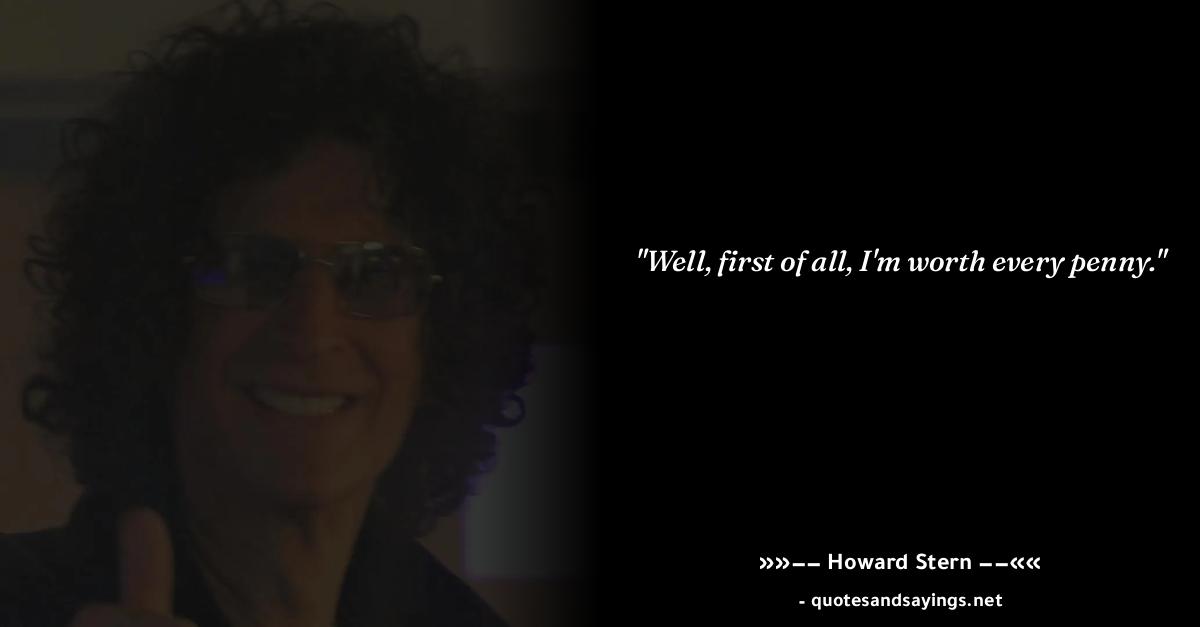 "Well, first of all, I'm worth every penny."
»»–– Howard Stern ––««
- quotesandsayings.net